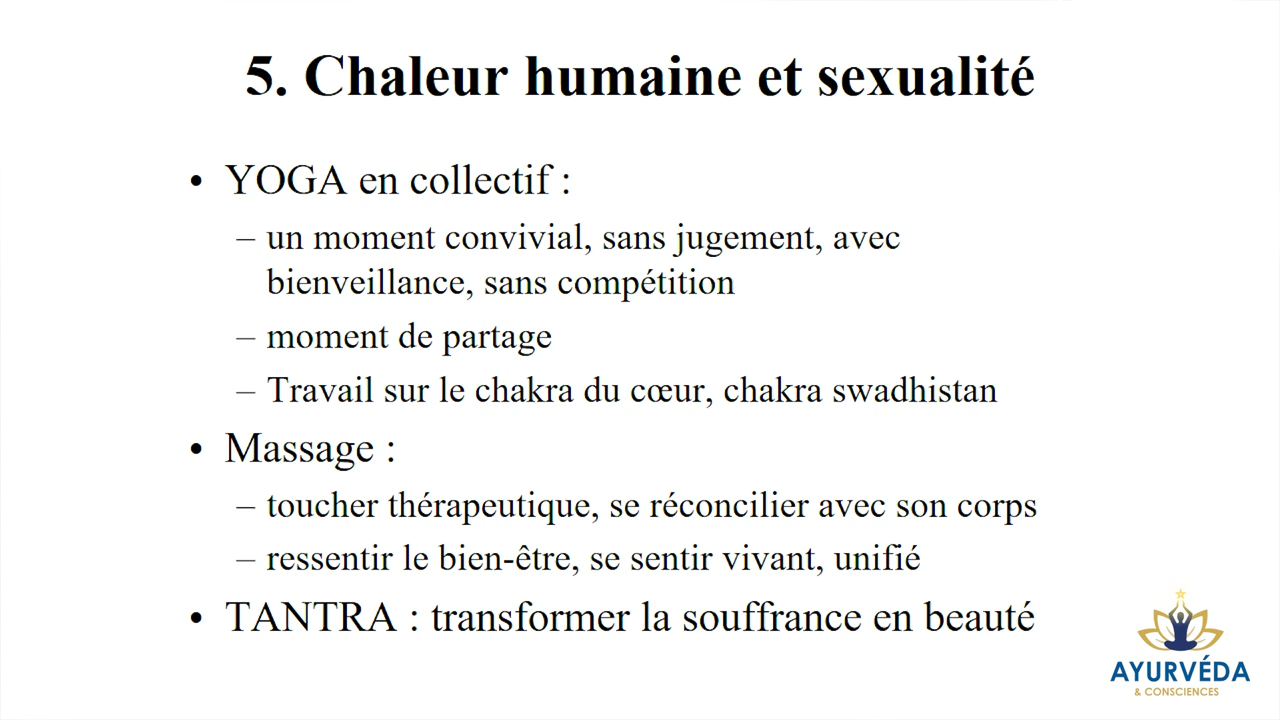 5. Chaleur humaine et sexualité
• YOGA en collectif :
– un moment convivial, sans jugement, avec
bienveillance, sans compétition
– moment de partage
– Travail sur le chakra du cœur, chakra swadhistan
• Massage :
– toucher thérapeutique, se réconcilier avec son corps
– ressentir le bien-être, se sentir vivant, unifié
• TANTRA : transformer la souffrance en beauté
AYURVÉDA
& CONSCIENCES